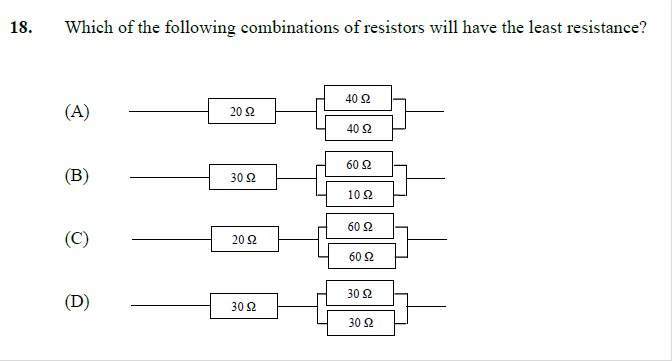 18. Which of the following combinations of resistors will have the least resistance?
40 Ω
(A) 20 Ω
40 Ω
60 Ω
(B) 30 Ω
10 Ω
60 Ω
(C) 20 Ω
60 Ω
30 Ω
(D) 30 Ω
30 Ω